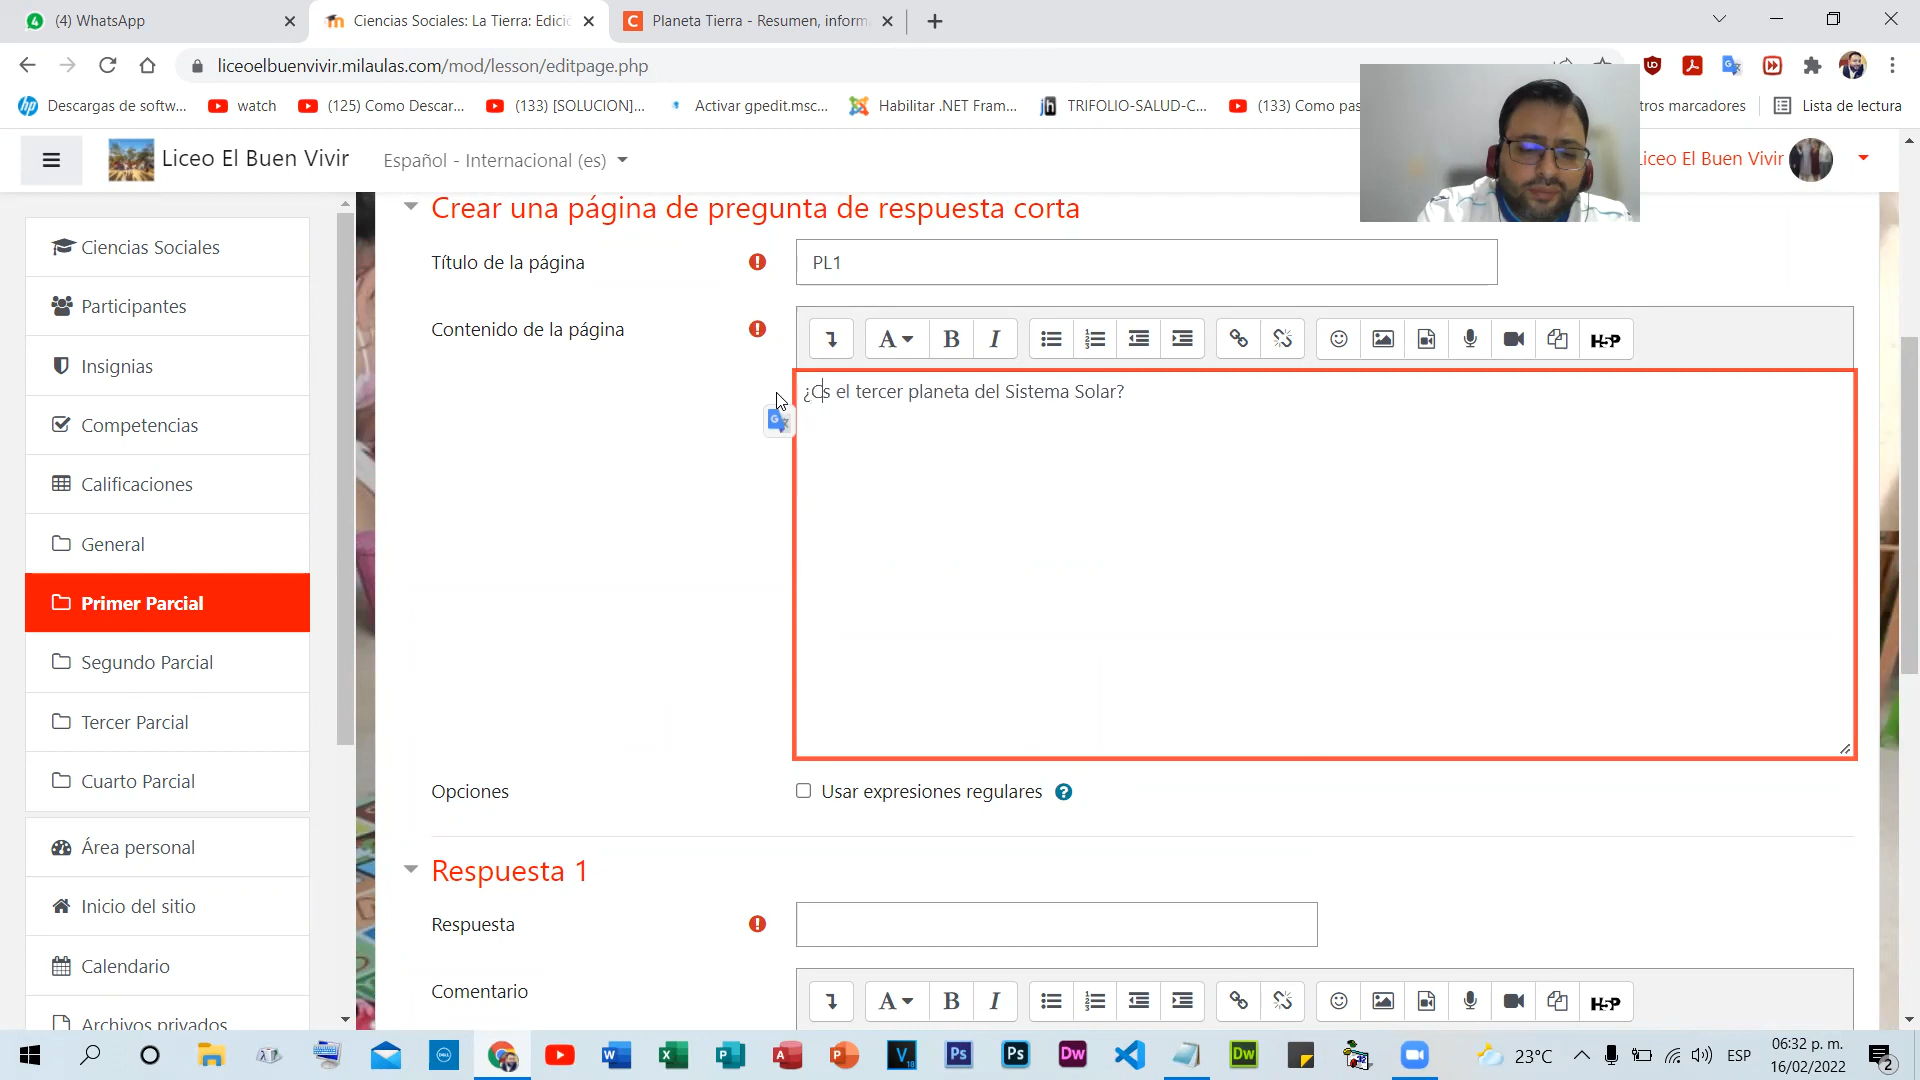 (4) WhatsApp
Ciencias Sociales: La Tierra: Edició
Planeta Tierra - Resumen, inform
liceoelbuenvivir.milaulas.com/mod/lesson/editpage.php
Descargas de softw...
watch
(125) Como Descar...
(133) [SOLUCION]...
Activar gpedit.msc...
Habilitar .NET Fram...
TRIFOLIO-SALUD-C...
(133) Como pas
tros marcadores
Lista de lectura
Liceo El Buen Vivir
Español - Internacional (es)
Liceo El Buen Vivir
Ciencias Sociales
Participantes
Insignias
Competencias
Calificaciones
General
Primer Parcial
Segundo Parcial
Tercer Parcial
Cuarto Parcial
Área personal
Inicio del sitio
Calendario
Archivos privados
Crear una página de pregunta de respuesta corta
Título de la página
PL1
Contenido de la página
H5P
¿Cs el tercer planeta del Sistema Solar?
Opciones
Usar expresiones regulares
Respuesta 1
Respuesta
Comentario
H5P
23°C
ESP
06:32 p. m.
16/02/2022
2